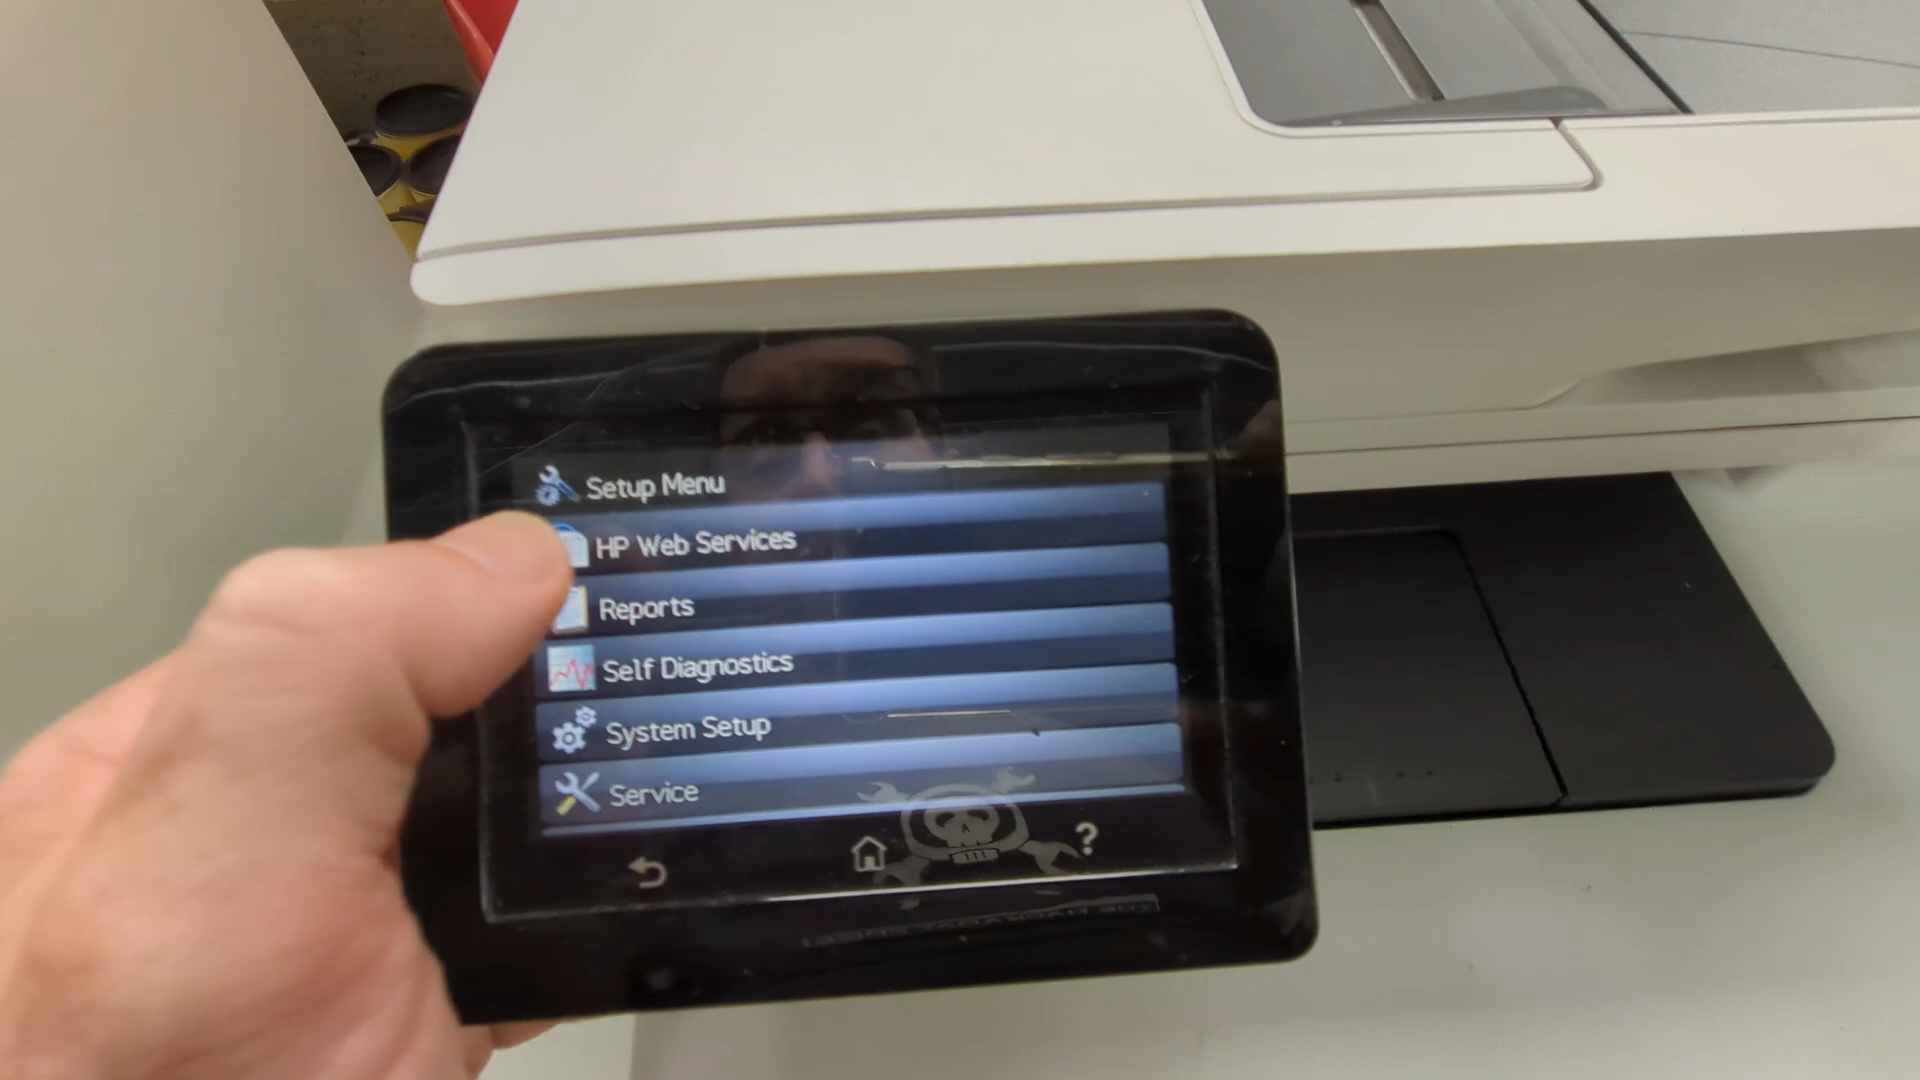 Setup Menu
HP Web Services
Reports
Self Diagnostics
System Setup
Service
?